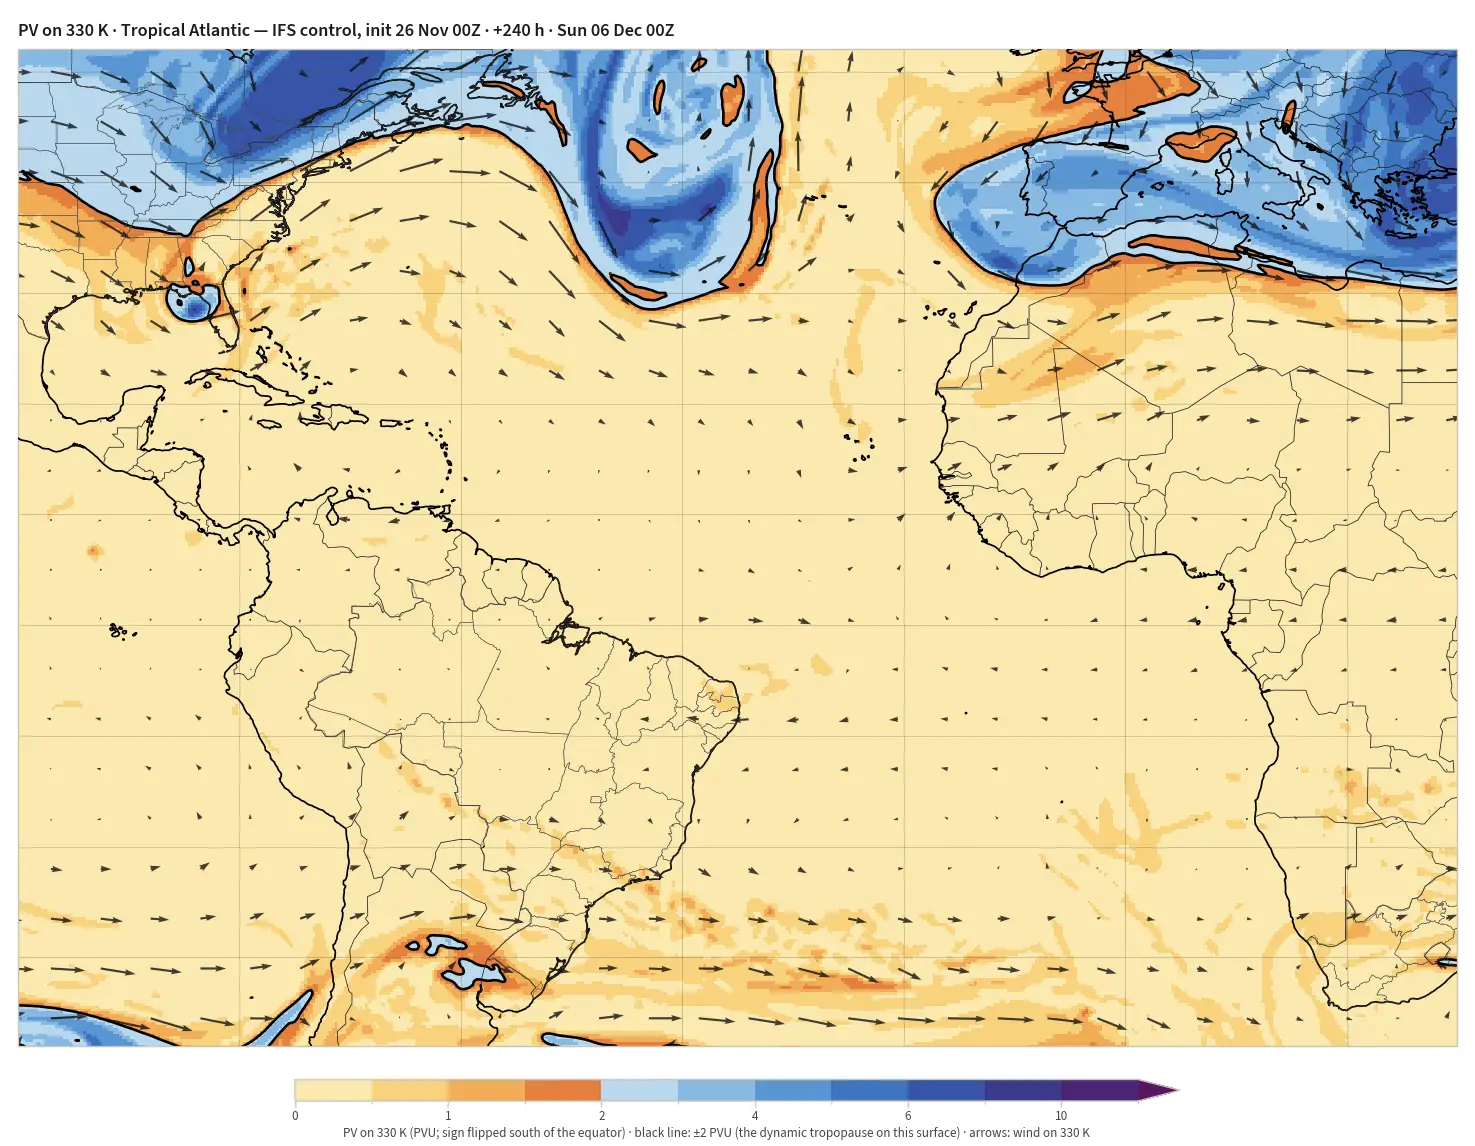 PV on 330 K · Tropical Atlantic — IFS control, init 26 Nov 00Z · +240 h · Sun 06 Dec 00Z
0 1 2 4 6 10
PV on 330 K (PVU; sign flipped south of the equator) · black line: ±2 PVU (the dynamic tropopause on this surface) · arrows: wind on 330 K